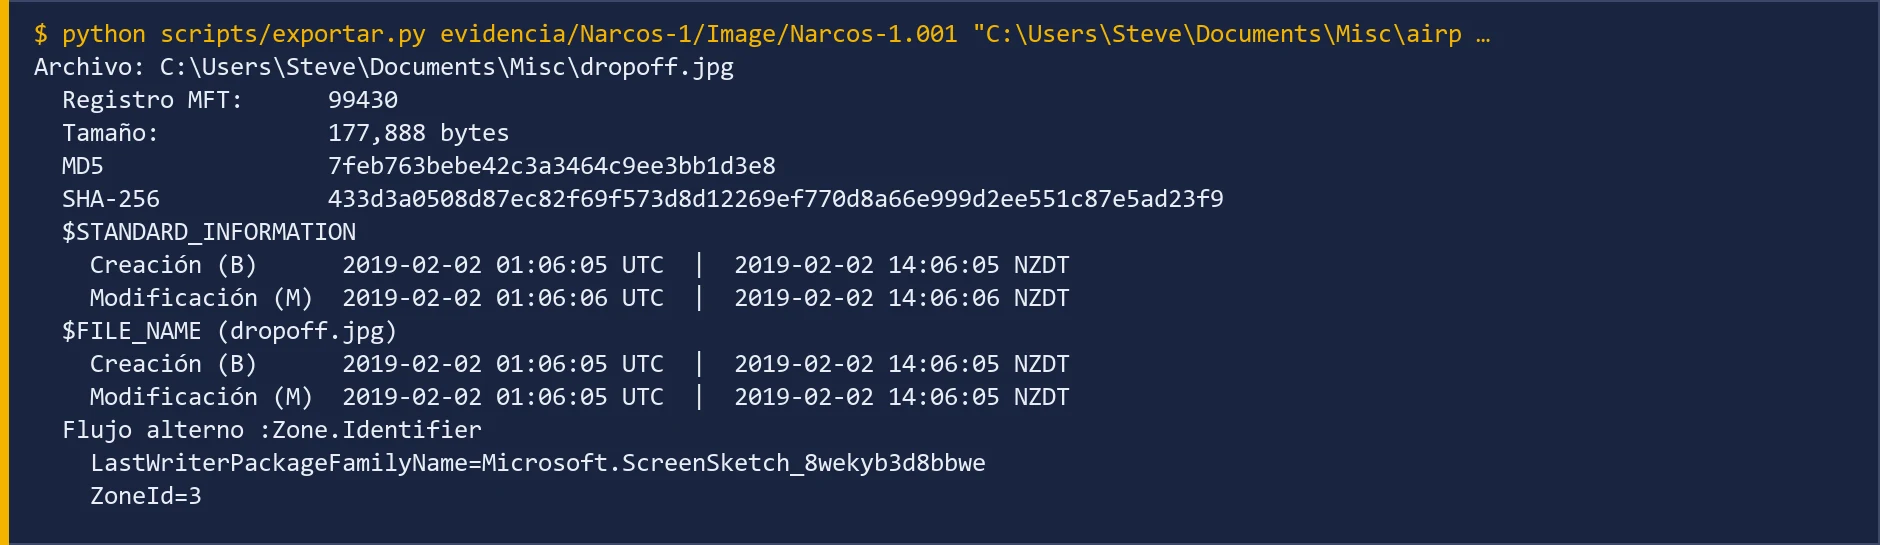 $ python scripts/exportar.py evidencia/Narcos-1/Image/Narcos-1.001 "C:\Users\Steve\Documents\Misc\airp …
Archivo: C:\Users\Steve\Documents\Misc\dropoff.jpg
Registro MFT: 99430
Tamaño: 177,888 bytes
MD5 7feb763bebe42c3a3464c9ee3bb1d3e8
SHA-256 433d3a0508d87ec82f69f573d8d12269ef770d8a66e999d2ee551c87e5ad23f9
$STANDARD_INFORMATION
Creación (B) 2019-02-02 01:06:05 UTC | 2019-02-02 14:06:05 NZDT
Modificación (M) 2019-02-02 01:06:06 UTC | 2019-02-02 14:06:06 NZDT
$FILE_NAME (dropoff.jpg)
Creación (B) 2019-02-02 01:06:05 UTC | 2019-02-02 14:06:05 NZDT
Modificación (M) 2019-02-02 01:06:05 UTC | 2019-02-02 14:06:05 NZDT
Flujo alterno :Zone.Identifier
LastWriterPackageFamilyName=Microsoft.ScreenSketch_8wekyb3d8bbwe
ZoneId=3